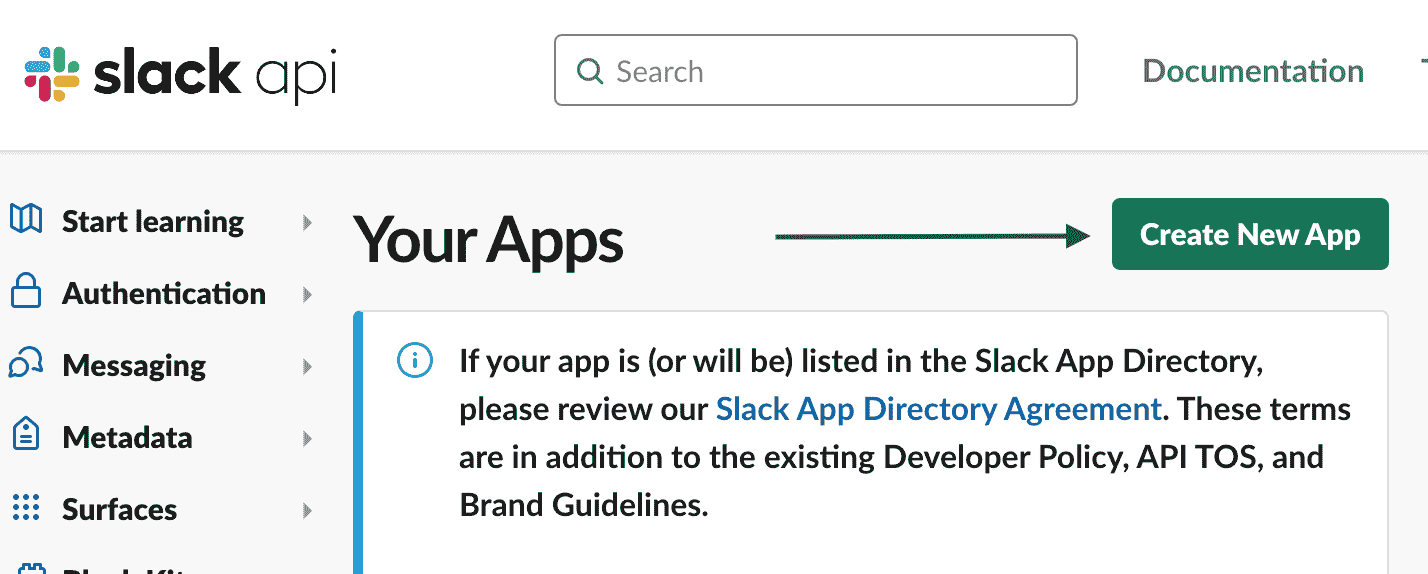 slack api
Search
Documentation
Start learning
Authentication
Messaging
Metadata
Surfaces
Your Apps
Create New App
If your app is (or will be) listed in the Slack App Directory,
please review our Slack App Directory Agreement. These terms
are in addition to the existing Developer Policy, API TOS, and
Brand Guidelines.